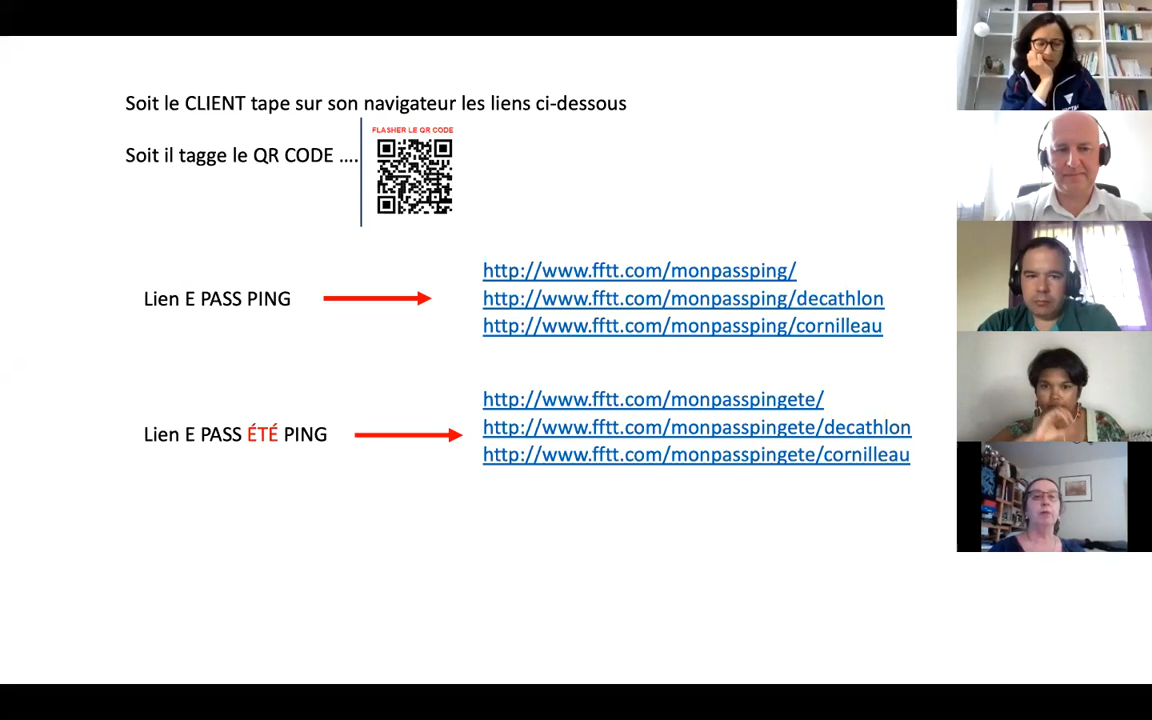 Soit le CLIENT tape sur son navigateur les liens ci-dessous
FLASHER LE QR CODE
Soit il tagge le QR CODE ....
http://www.fftt.com/monpassping/
Lien E PASS PING
http://www.fftt.com/monpassping/decathlon
http://www.fftt.com/monpassping/cornilleau
http://www.fftt.com/monpasspingete/
Lien E PASS ÉTÉ PING
http://www.fftt.com/monpasspingete/decathlon
http://www.fftt.com/monpasspingete/cornilleau